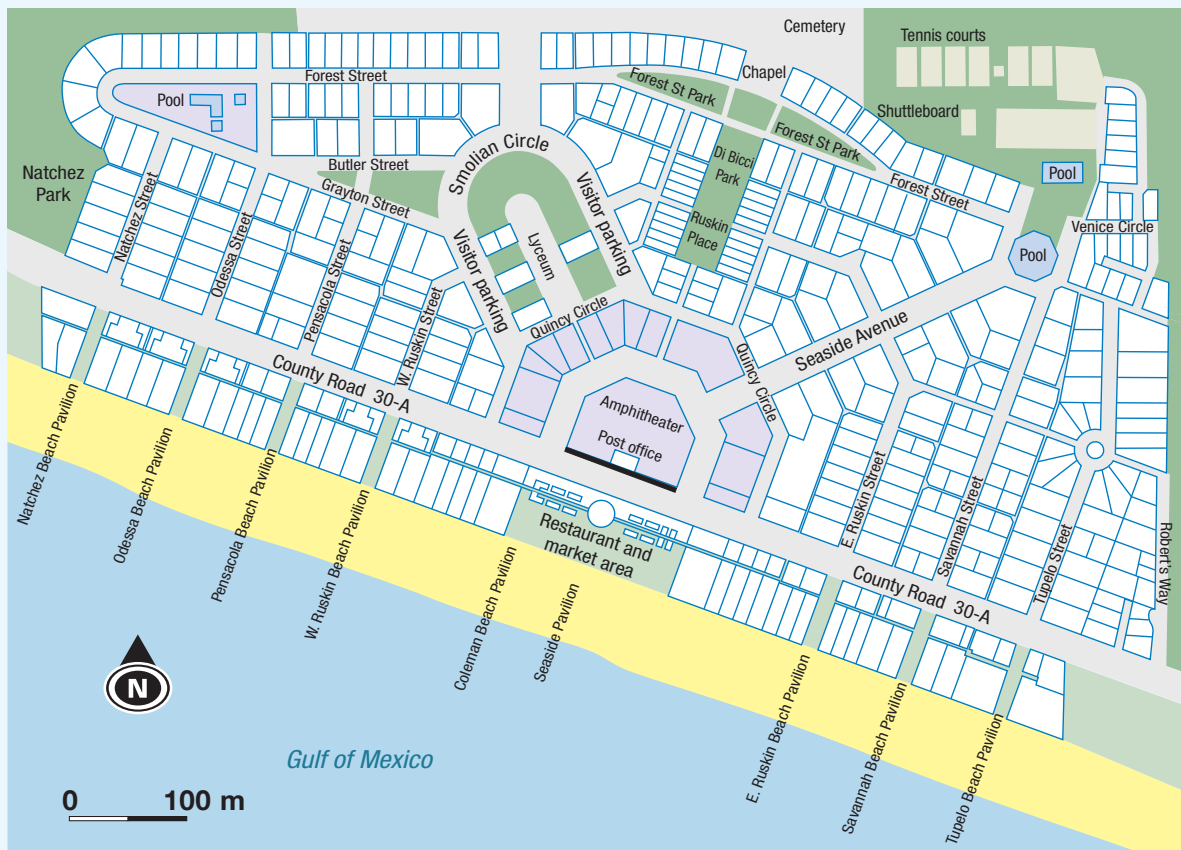 Cemetery
Tennis courts
Forest Street
Chapel
Forest St Park
Pool
Shuttleboard
Smolian Circle
Forest St Park
Di Bicci
Park
Butler Street
Natchez
Park
Pool
Forest Street
Grayton Street
Visitor parking
Natchez Street
Ruskin
Place
Venice Circle
Odessa Street
Lyceum
Pool
Visitor parking
Pensacola Street
Quincy Circle
W. Ruskin Street
Seaside Avenue
Quincy Circle
County Road 30-A
Amphitheater
Post office
Natchez Beach Pavilion
Odessa Beach Pavilion
Pensacola Beach Pavilion
W. Ruskin Beach Pavilion
E. Ruskin Street
Savannah Street
Tupelo Street
Robert's Way
Restaurant and
market area
County Road 30-A
Coleman Beach Pavilion
Seaside Pavilion
E. Ruskin Beach Pavilion
Savannah Beach Pavilion
Tupelo Beach Pavilion
N
Gulf of Mexico
0 100 m